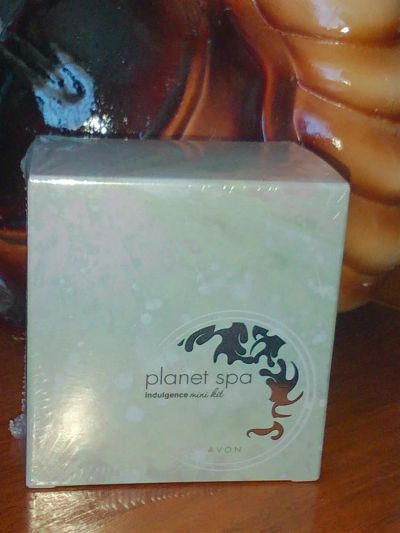 planet spa
indulgence mini kit
AVON